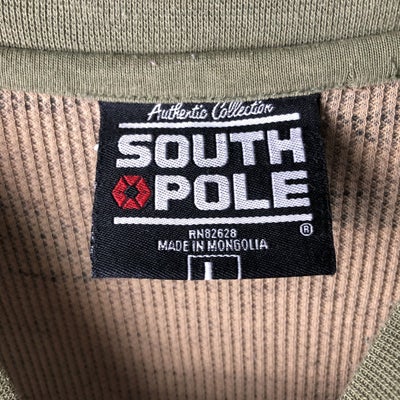 Authentic Collection
SOUTH
POLE
®
RN82628
MADE IN MONGOLIA
L